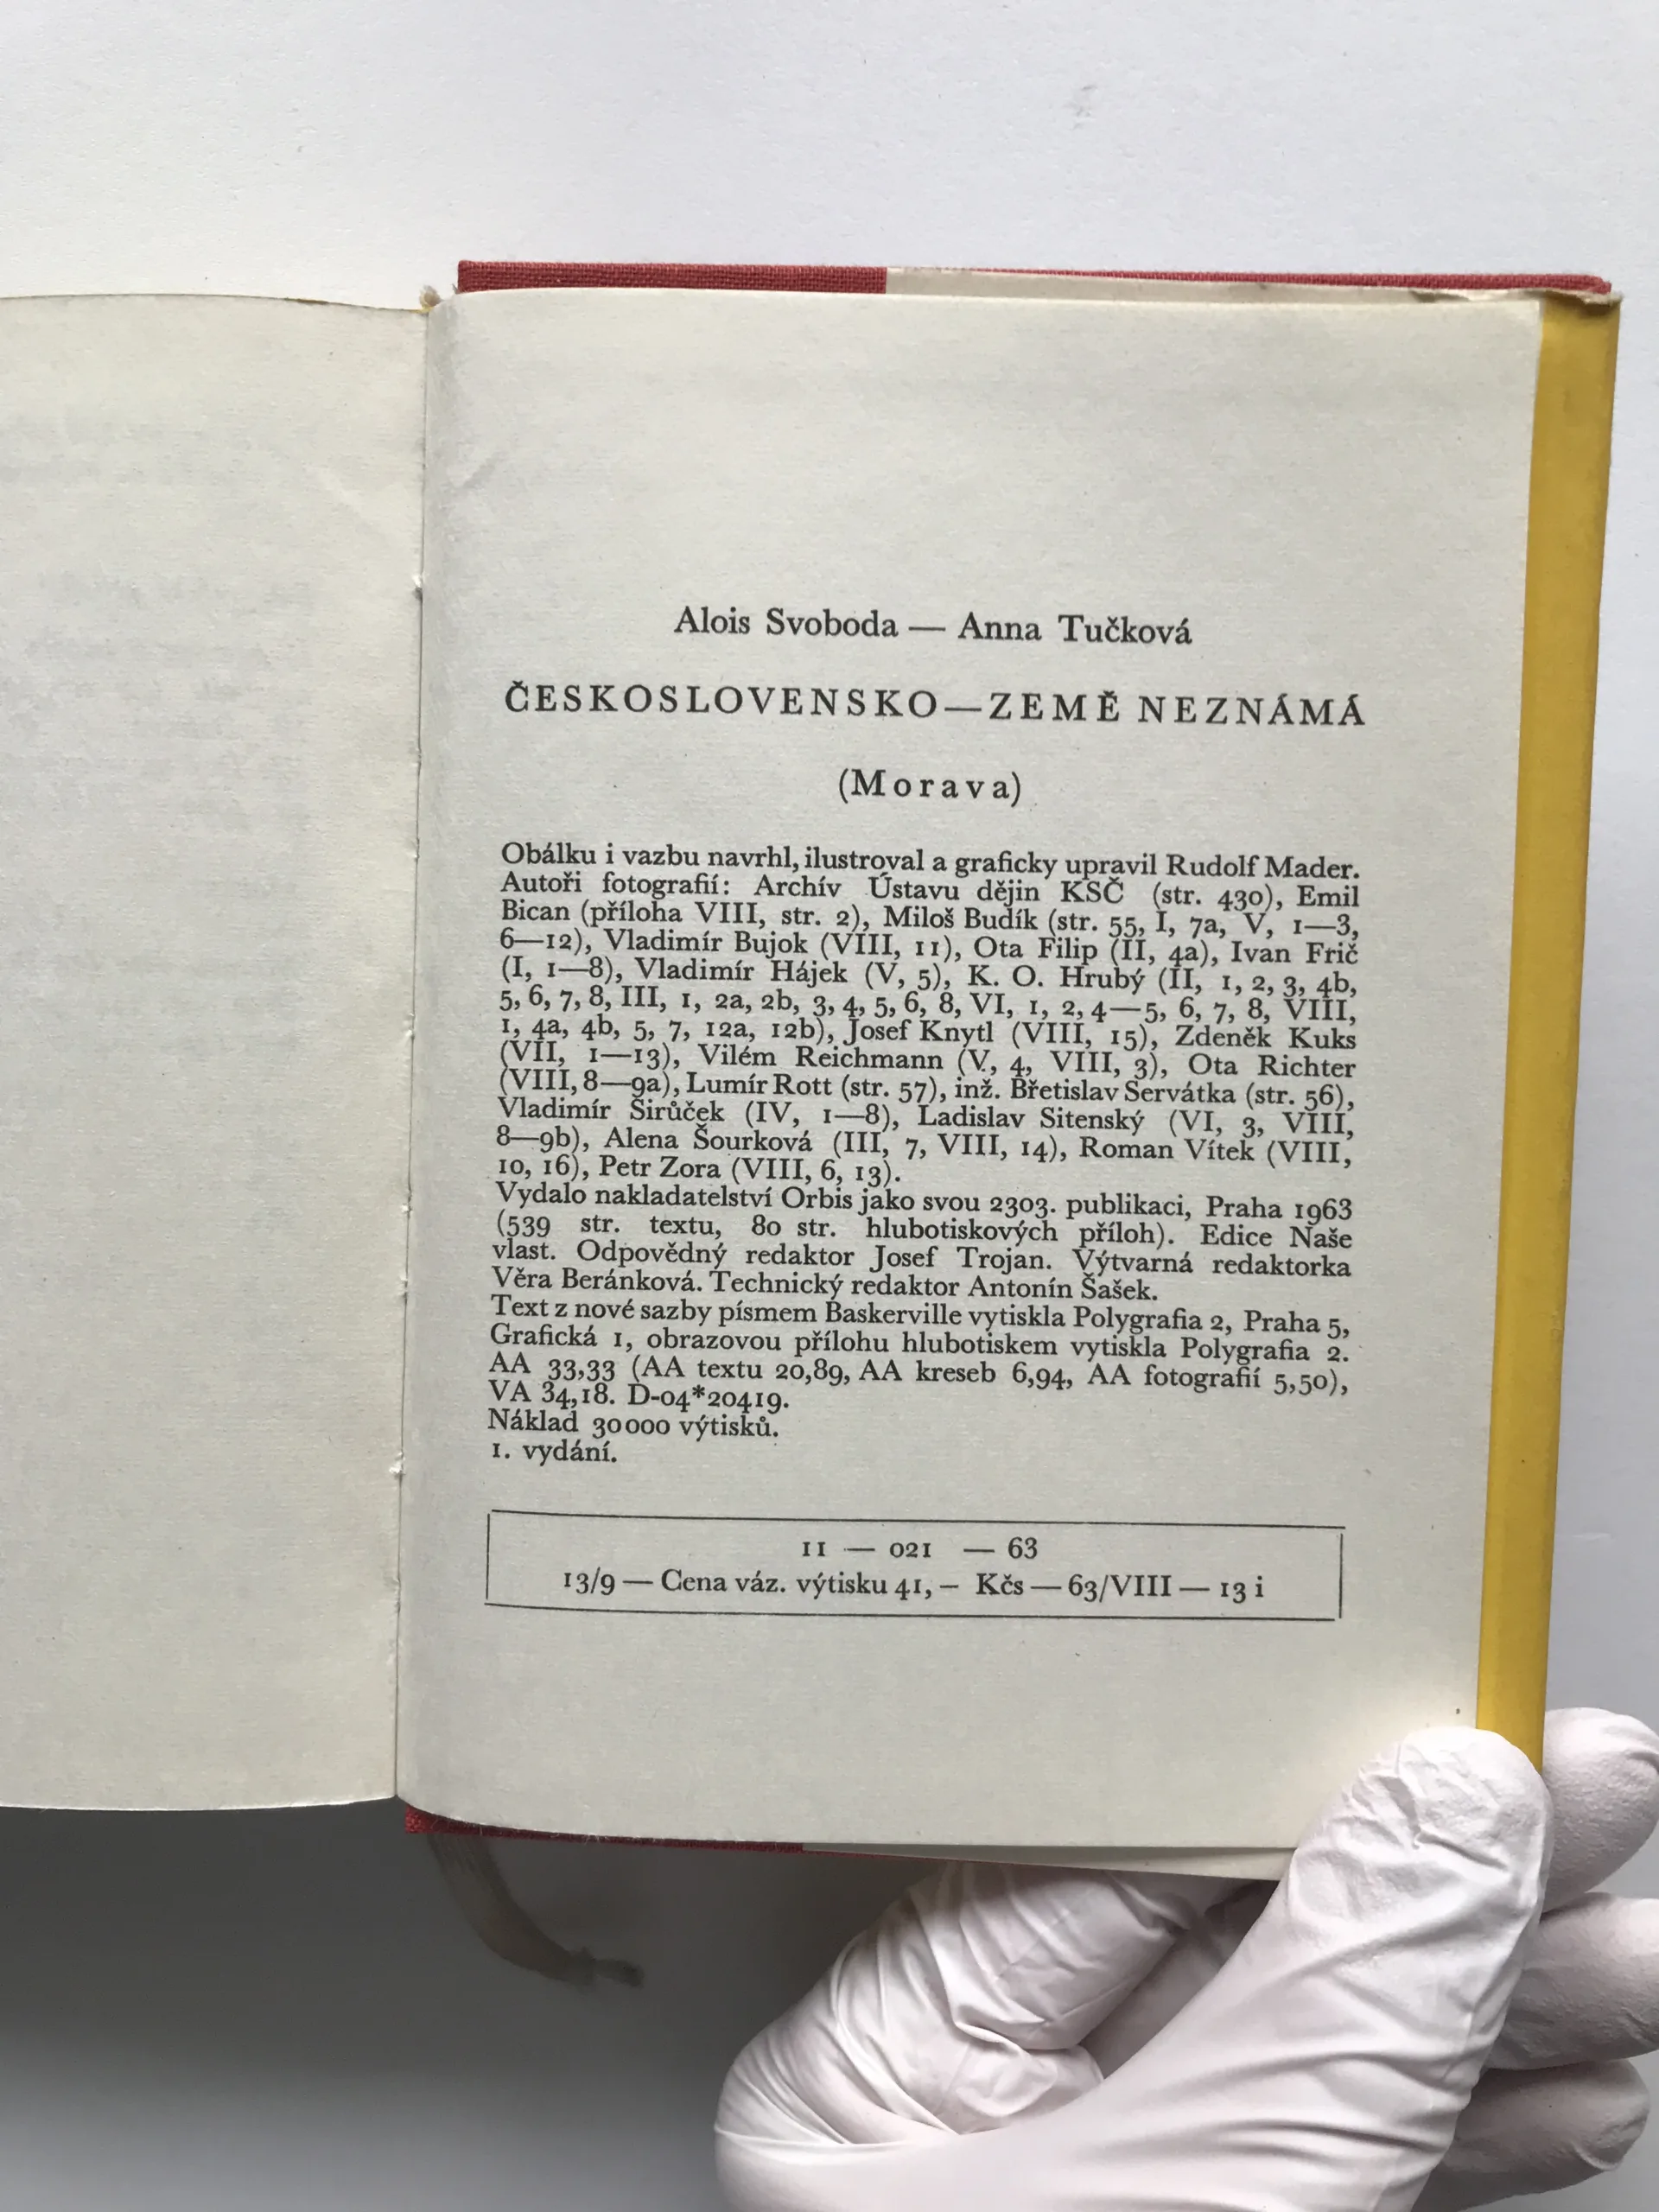 Alois Svoboda — Anna Tučková
ČESKOSLOVENSKO—ZEMĚ NEZNÁMÁ
(Morava)
Obálku i vazbu navrhl, ilustroval a graficky upravil Rudolf Mader.
Autoři fotografií: Archív Ústavu dějin KSČ (str. 430), Emil
Bican (příloha VIII, str. 2), Miloš Budík (str. 55, I, 7a, V, 1—3,
6—12), Vladimír Bujok (VIII, 11), Ota Filip (II, 4a), Ivan Frič
(I, 1—8), Vladimír Hájek (V, 5), K. O. Hrubý (II, 1, 2, 3, 4b,
5, 6, 7, 8, III, 1, 2a, 2b, 3, 4, 5, 6, 8, VI, 1, 2, 4—5, 6, 7, 8, VIII,
1, 4a, 4b, 5, 7, 12a, 12b), Josef Knytl (VIII, 15), Zdeněk Kuks
(VII, 1—13), Vilém Reichmann (V, 4, VIII, 3), Ota Richter
(VIII, 8—9a), Lumír Rott (str. 57), inž. Břetislav Servátka (str. 56),
Vladimír Sirůček (IV, 1—8), Ladislav Sitenský (VI, 3, VIII,
8—9b), Alena Šourková (III, 7, VIII, 14), Roman Vítek (VIII,
10, 16), Petr Zora (VIII, 6, 13).
Vydalo nakladatelství Orbis jako svou 2303. publikaci, Praha 1963
(539 str. textu, 80 str. hlubotiskových příloh). Edice Naše
vlast. Odpovědný redaktor Josef Trojan. Výtvarná redaktorka
Věra Beránková. Technický redaktor Antonín Šašek.
Text z nové sazby písmem Baskerville vytiskla Polygrafia 2, Praha 5,
Grafická 1, obrazovou přílohu hlubotiskem vytiskla Polygrafia 2.
AA 33,33 (AA textu 20,89, AA kreseb 6,94, AA fotografií 5,50),
VA 34,18. D-04*20419.
Náklad 30 000 výtisků.
1. vydání.
11 — 021 — 63
13/9 — Cena váz. výtisku 41,– Kčs — 63/VIII — 13 i